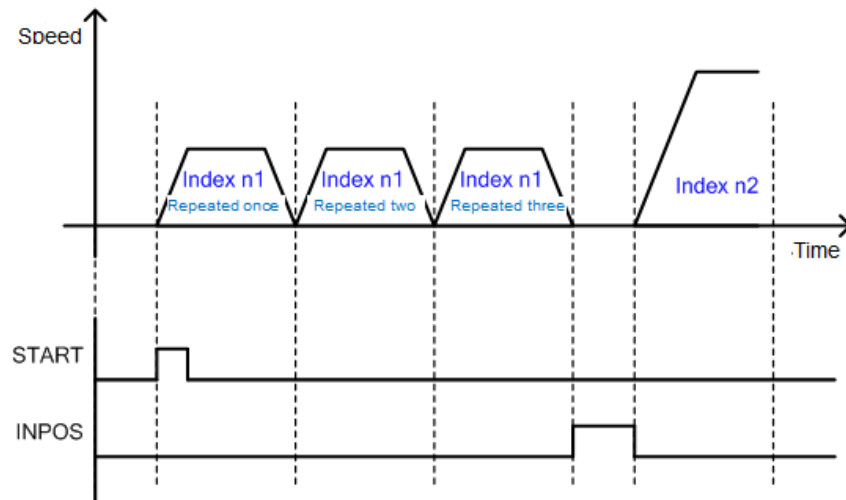 Speed
Index n1
Repeated once
Index n1
Repeated two
Index n1
Repeated three
Index n2
Time
START
INPOS